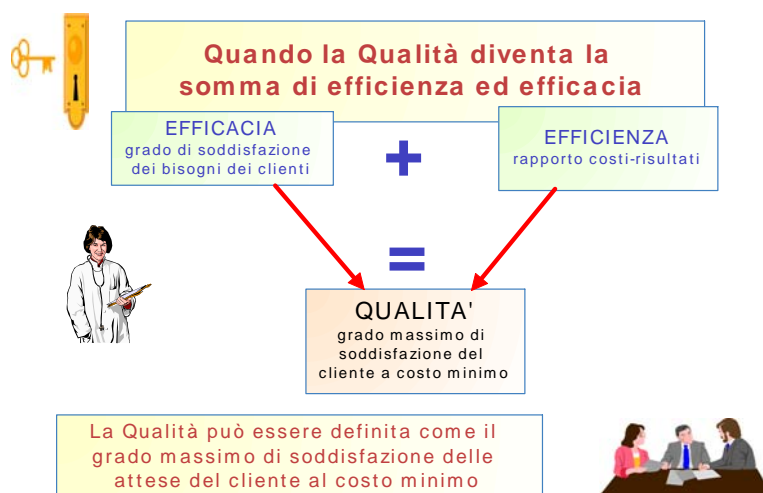 Quando la Qualità diventa la
somma di efficienza ed efficacia
EFFICACIA
grado di soddisfazione
dei bisogni dei clienti
+
EFFICIENZA
rapporto costi-risultati
=
QUALITA'
grado massimo di
soddisfazione del
cliente a costo minimo
La Qualità può essere definita come il
grado massimo di soddisfazione delle
attese del cliente al costo minimo